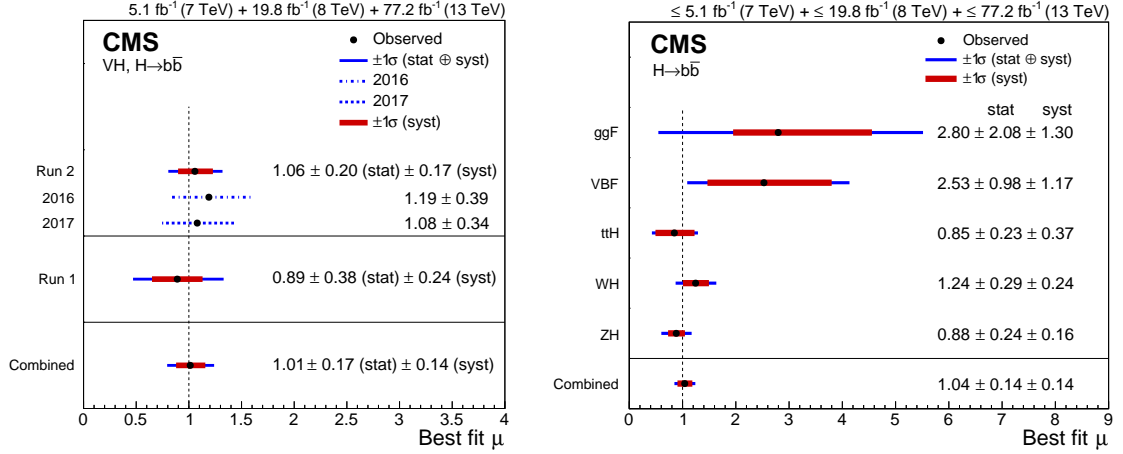 5.1 fb⁻¹ (7 TeV) + 19.8 fb⁻¹ (8 TeV) + 77.2 fb⁻¹ (13 TeV)
CMS
VH, H→bb̅
Observed
±1σ (stat ⊕ syst)
2016
2017
±1σ (syst)
Run 2
1.06 ± 0.20 (stat) ± 0.17 (syst)
2016
1.19 ± 0.39
2017
1.08 ± 0.34
Run 1
0.89 ± 0.38 (stat) ± 0.24 (syst)
Combined
1.01 ± 0.17 (stat) ± 0.14 (syst)
0 0.5 1 1.5 2 2.5 3 3.5 4
Best fit μ
≤ 5.1 fb⁻¹ (7 TeV) + ≤ 19.8 fb⁻¹ (8 TeV) + ≤ 77.2 fb⁻¹ (13 TeV)
CMS
H→bb̅
Observed
±1σ (stat ⊕ syst)
±1σ (syst)
stat syst
ggF
2.80 ± 2.08 ± 1.30
VBF
2.53 ± 0.98 ± 1.17
ttH
0.85 ± 0.23 ± 0.37
WH
1.24 ± 0.29 ± 0.24
ZH
0.88 ± 0.24 ± 0.16
Combined
1.04 ± 0.14 ± 0.14
0 1 2 3 4 5 6 7 8 9
Best fit μ